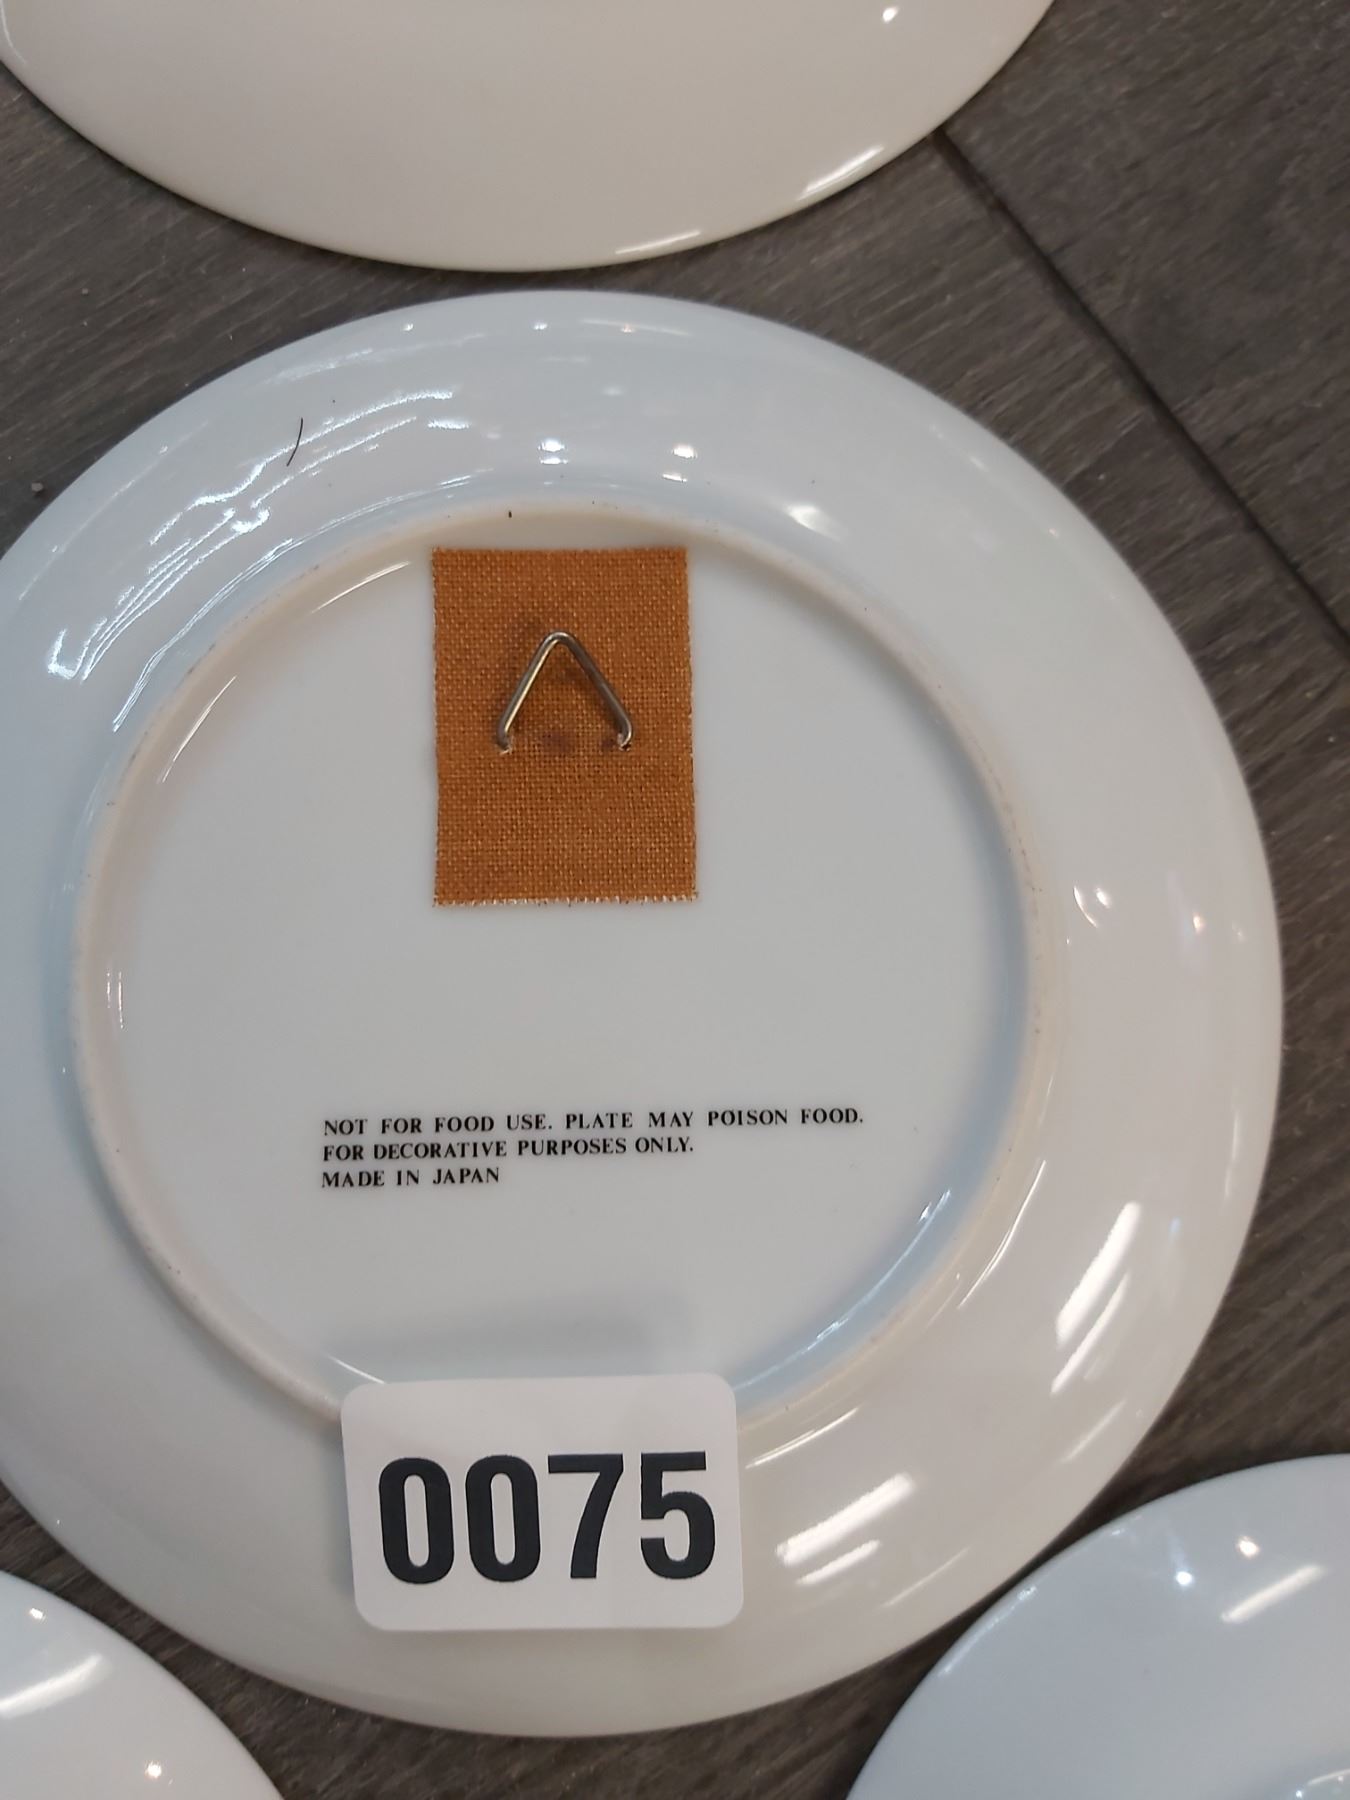 NOT FOR FOOD USE. PLATE MAY POISON FOOD.
FOR DECORATIVE PURPOSES ONLY.
MADE IN JAPAN
0075